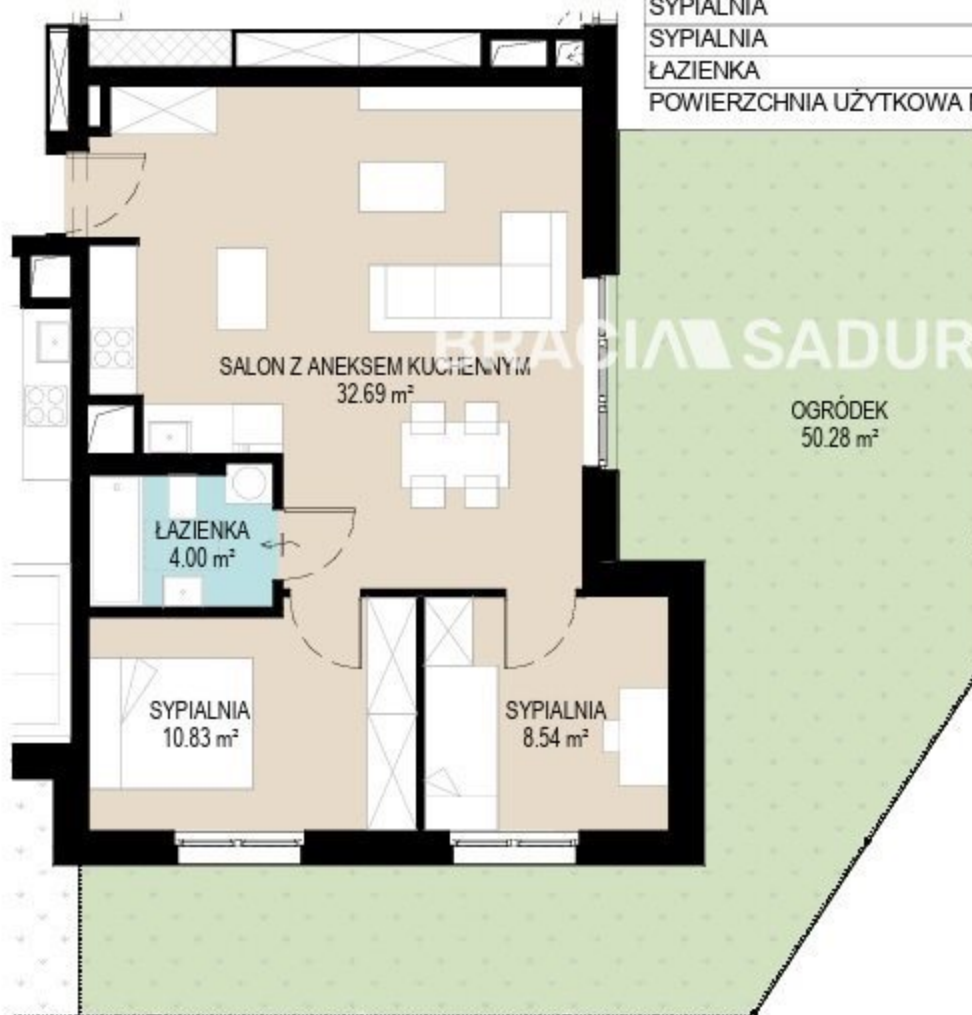 SYPIALNIA
SYPIALNIA
ŁAZIENKA
POWIERZCHNIA UŻYTKOWA
BRACIA SADUR
SALON Z ANEKSEM KUCHENNYM
32.69 m²
OGRÓDEK
50.28 m²
ŁAZIENKA
4.00 m²
SYPIALNIA
10.83 m²
SYPIALNIA
8.54 m²